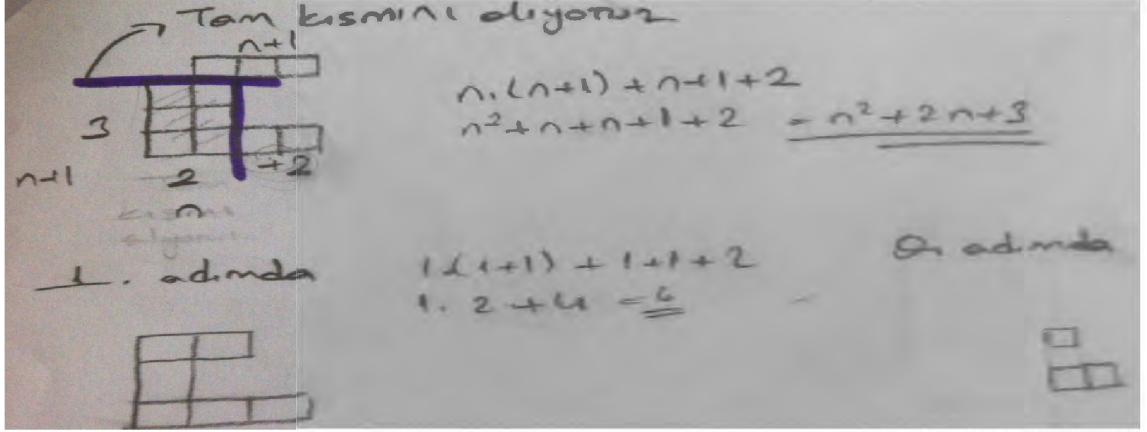 Tam kısmını alıyoruz
n+1
n.(n+1) + n+1+2
n²+n+n+1+2 = n²+2n+3
3
n+1
2
+2
n
kısmı
1. adımda
1(1+1) + 1+1+2
1. 2 + 4 = 6
0. adımda